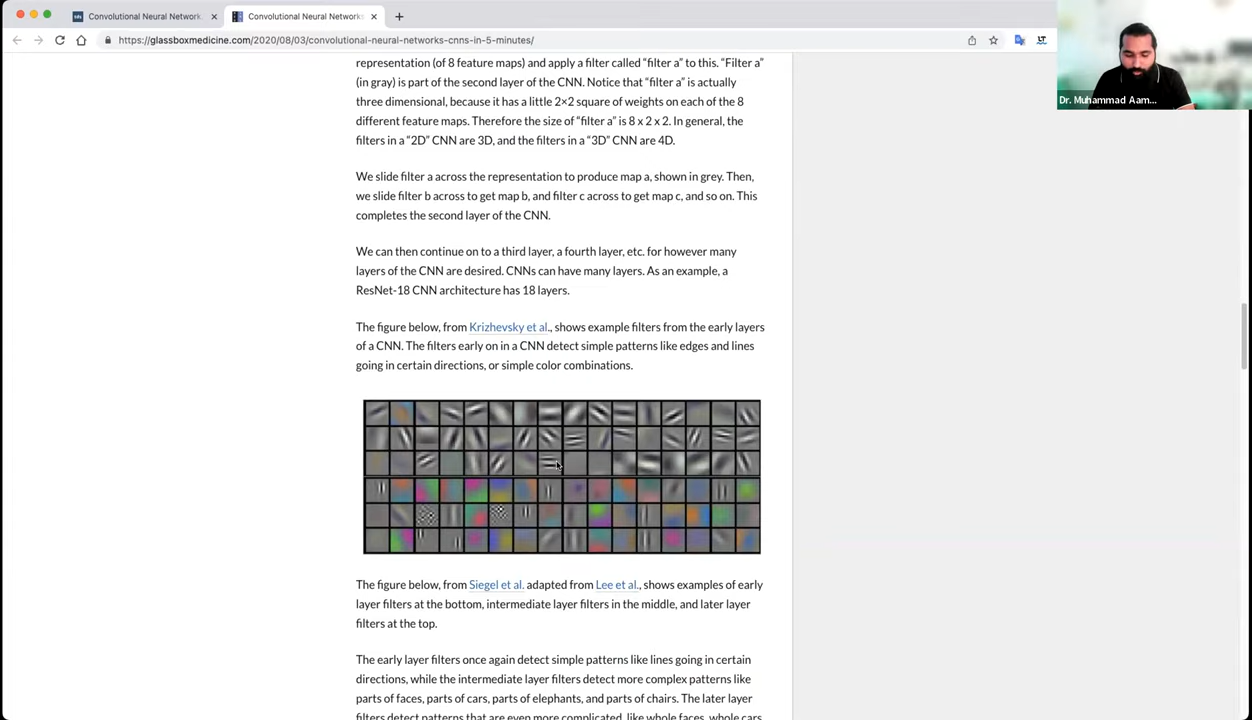 Convolutional Neural Network
Convolutional Neural Networks
https://glassboxmedicine.com/2020/08/03/convolutional-neural-networks-cnns-in-5-minutes/
Dr. Muhammad Aam...
representation (of 8 feature maps) and apply a filter called “filter a” to this. “Filter a”
(in gray) is part of the second layer of the CNN. Notice that “filter a” is actually
three dimensional, because it has a little 2×2 square of weights on each of the 8
different feature maps. Therefore the size of “filter a” is 8 x 2 x 2. In general, the
filters in a “2D” CNN are 3D, and the filters in a “3D” CNN are 4D.
We slide filter a across the representation to produce map a, shown in grey. Then,
we slide filter b across to get map b, and filter c across to get map c, and so on. This
completes the second layer of the CNN.
We can then continue on to a third layer, a fourth layer, etc. for however many
layers of the CNN are desired. CNNs can have many layers. As an example, a
ResNet-18 CNN architecture has 18 layers.
The figure below, from Krizhevsky et al., shows example filters from the early layers
of a CNN. The filters early on in a CNN detect simple patterns like edges and lines
going in certain directions, or simple color combinations.
The figure below, from Siegel et al. adapted from Lee et al., shows examples of early
layer filters at the bottom, intermediate layer filters in the middle, and later layer
filters at the top.
The early layer filters once again detect simple patterns like lines going in certain
directions, while the intermediate layer filters detect more complex patterns like
parts of faces, parts of cars, parts of elephants, and parts of chairs. The later layer
filters detect patterns that are even more complicated, like whole faces, whole cars